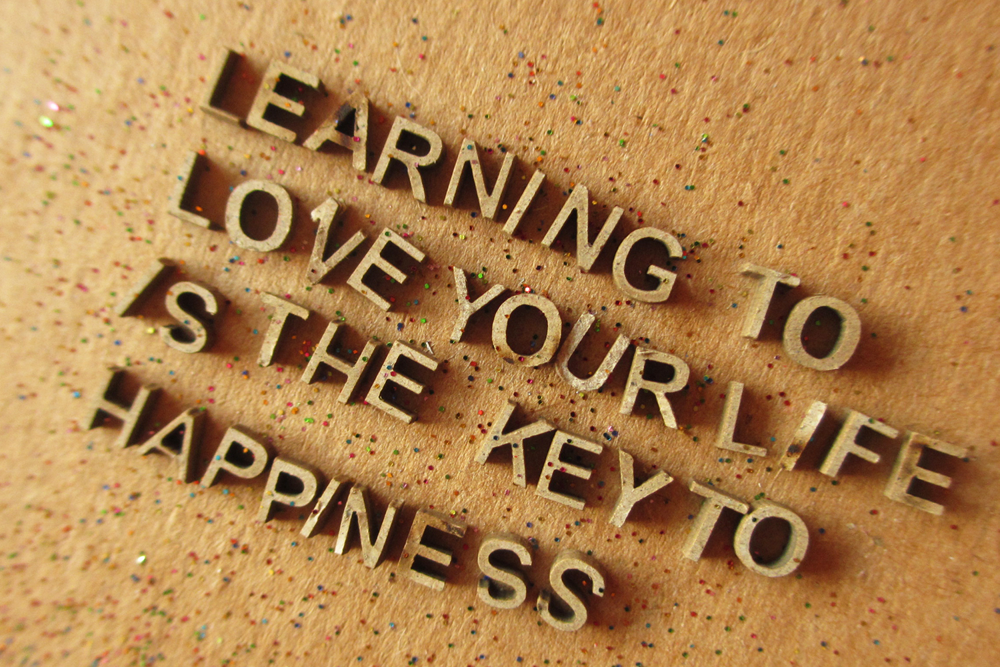 LEARNING TO
LOVE YOUR LIFE
IS THE KEY TO
HAPPINESS